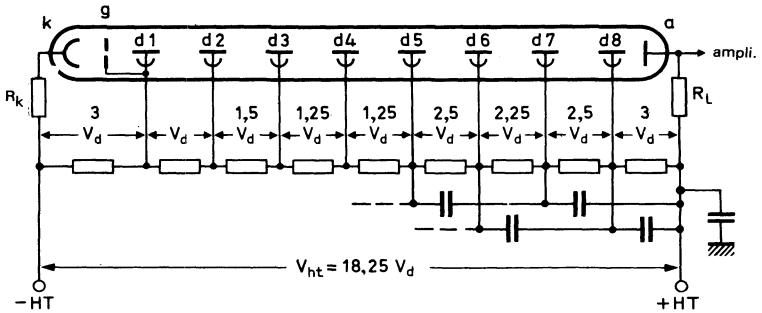 k g a
d1 d2 d3 d4 d5 d6 d7 d8
ampli.
Rk RL
3 1,5 1,25 1,25 2,5 2,25 2,5 3
Vd Vd Vd Vd Vd Vd Vd Vd Vd
Vht = 18,25 Vd
−HT +HT